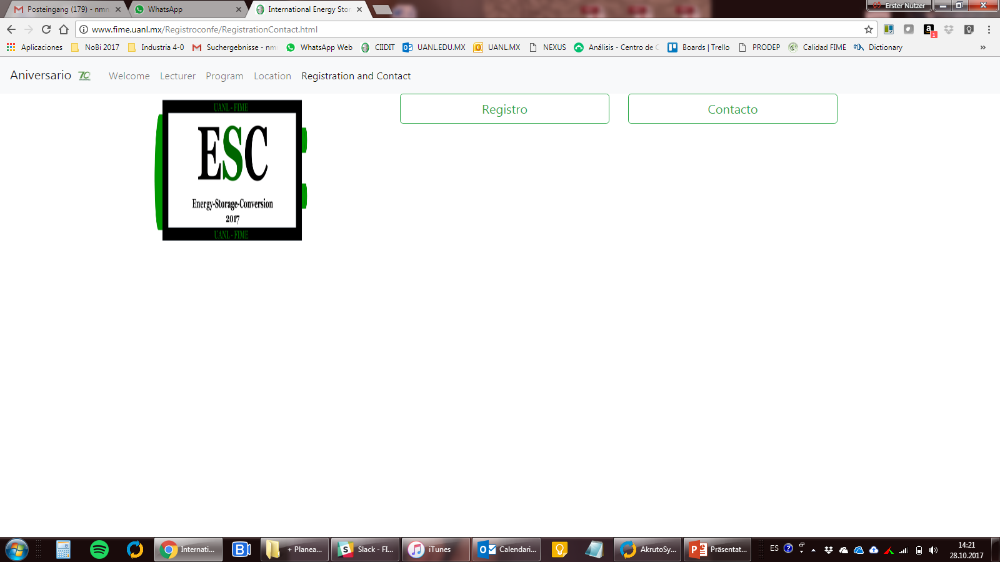 Posteingang (179) - nmn
WhatsApp
International Energy Stor
Erster Nutzer
www.fime.uanl.mx/Registroconfe/RegistrationContact.html
Aplicaciones
NoBi 2017
Industria 4-0
Suchergebnisse - nm
WhatsApp Web
CIIDIT
UANL.EDU.MX
UANL.MX
NEXUS
Análisis - Centro de C
Boards | Trello
PRODEP
Calidad FIME
Dictionary
»
Aniversario 70
Welcome
Lecturer
Program
Location
Registration and Contact
UANL - FIME
ESC
Energy-Storage-Conversion
2017
UANL - FIME
Registro
Contacto
Internati...
+ Planea...
Slack - FI...
iTunes
Calendari...
AkrutoSy...
Präsentat...
ES
14:21
28.10.2017